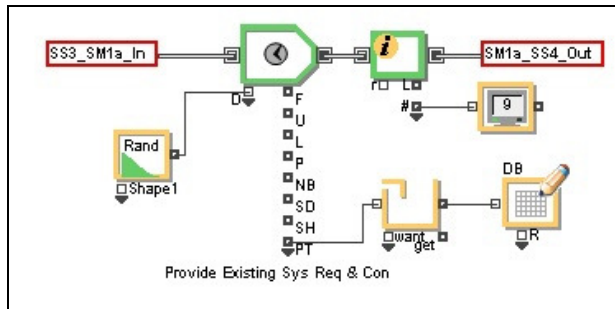 SS3_SM1a_In
i
SM1a_SS4_Out
D
F
r
L
U
#
9
L
Rand
P
DB
Shape1
NB
SD
SH
want
get
R
PT
Provide Existing Sys Req & Con